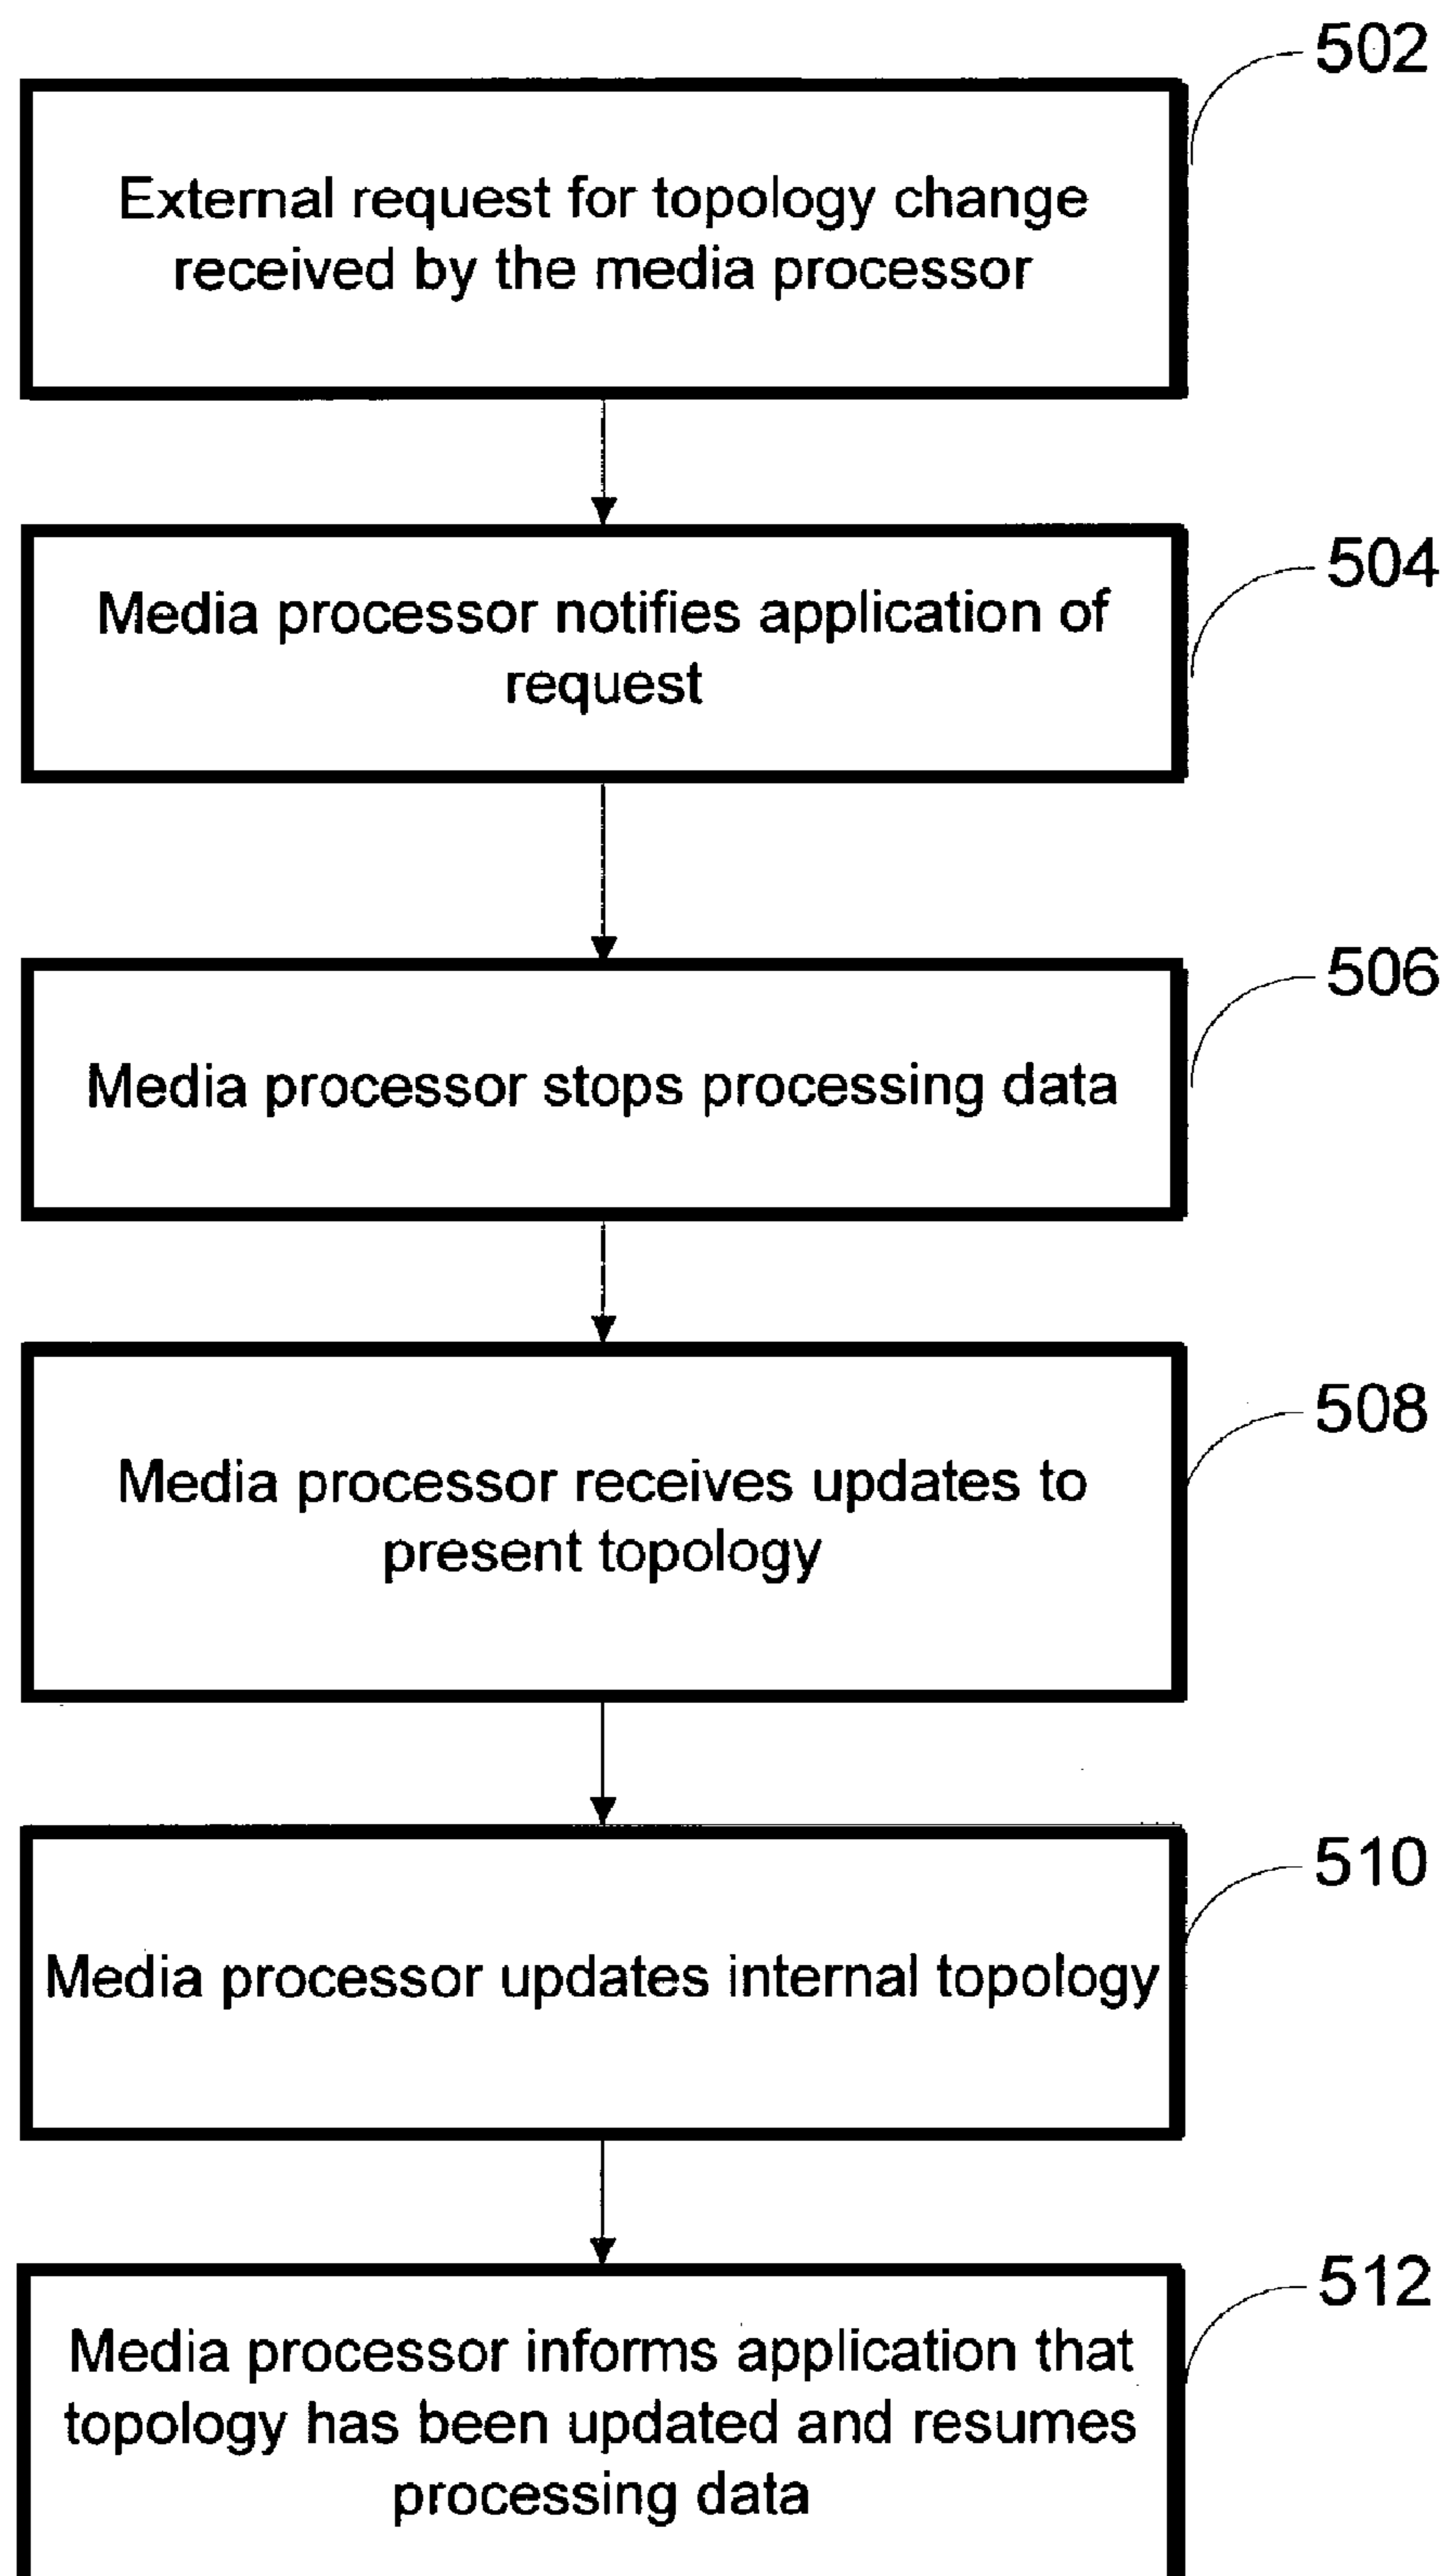 502
External request for topology change
received by the media processor
504
Media processor notifies application of
request
506
Media processor stops processing data
508
Media processor receives updates to
present topology
510
Media processor updates internal topology
512
Media processor informs application that
topology has been updated and resumes
processing data